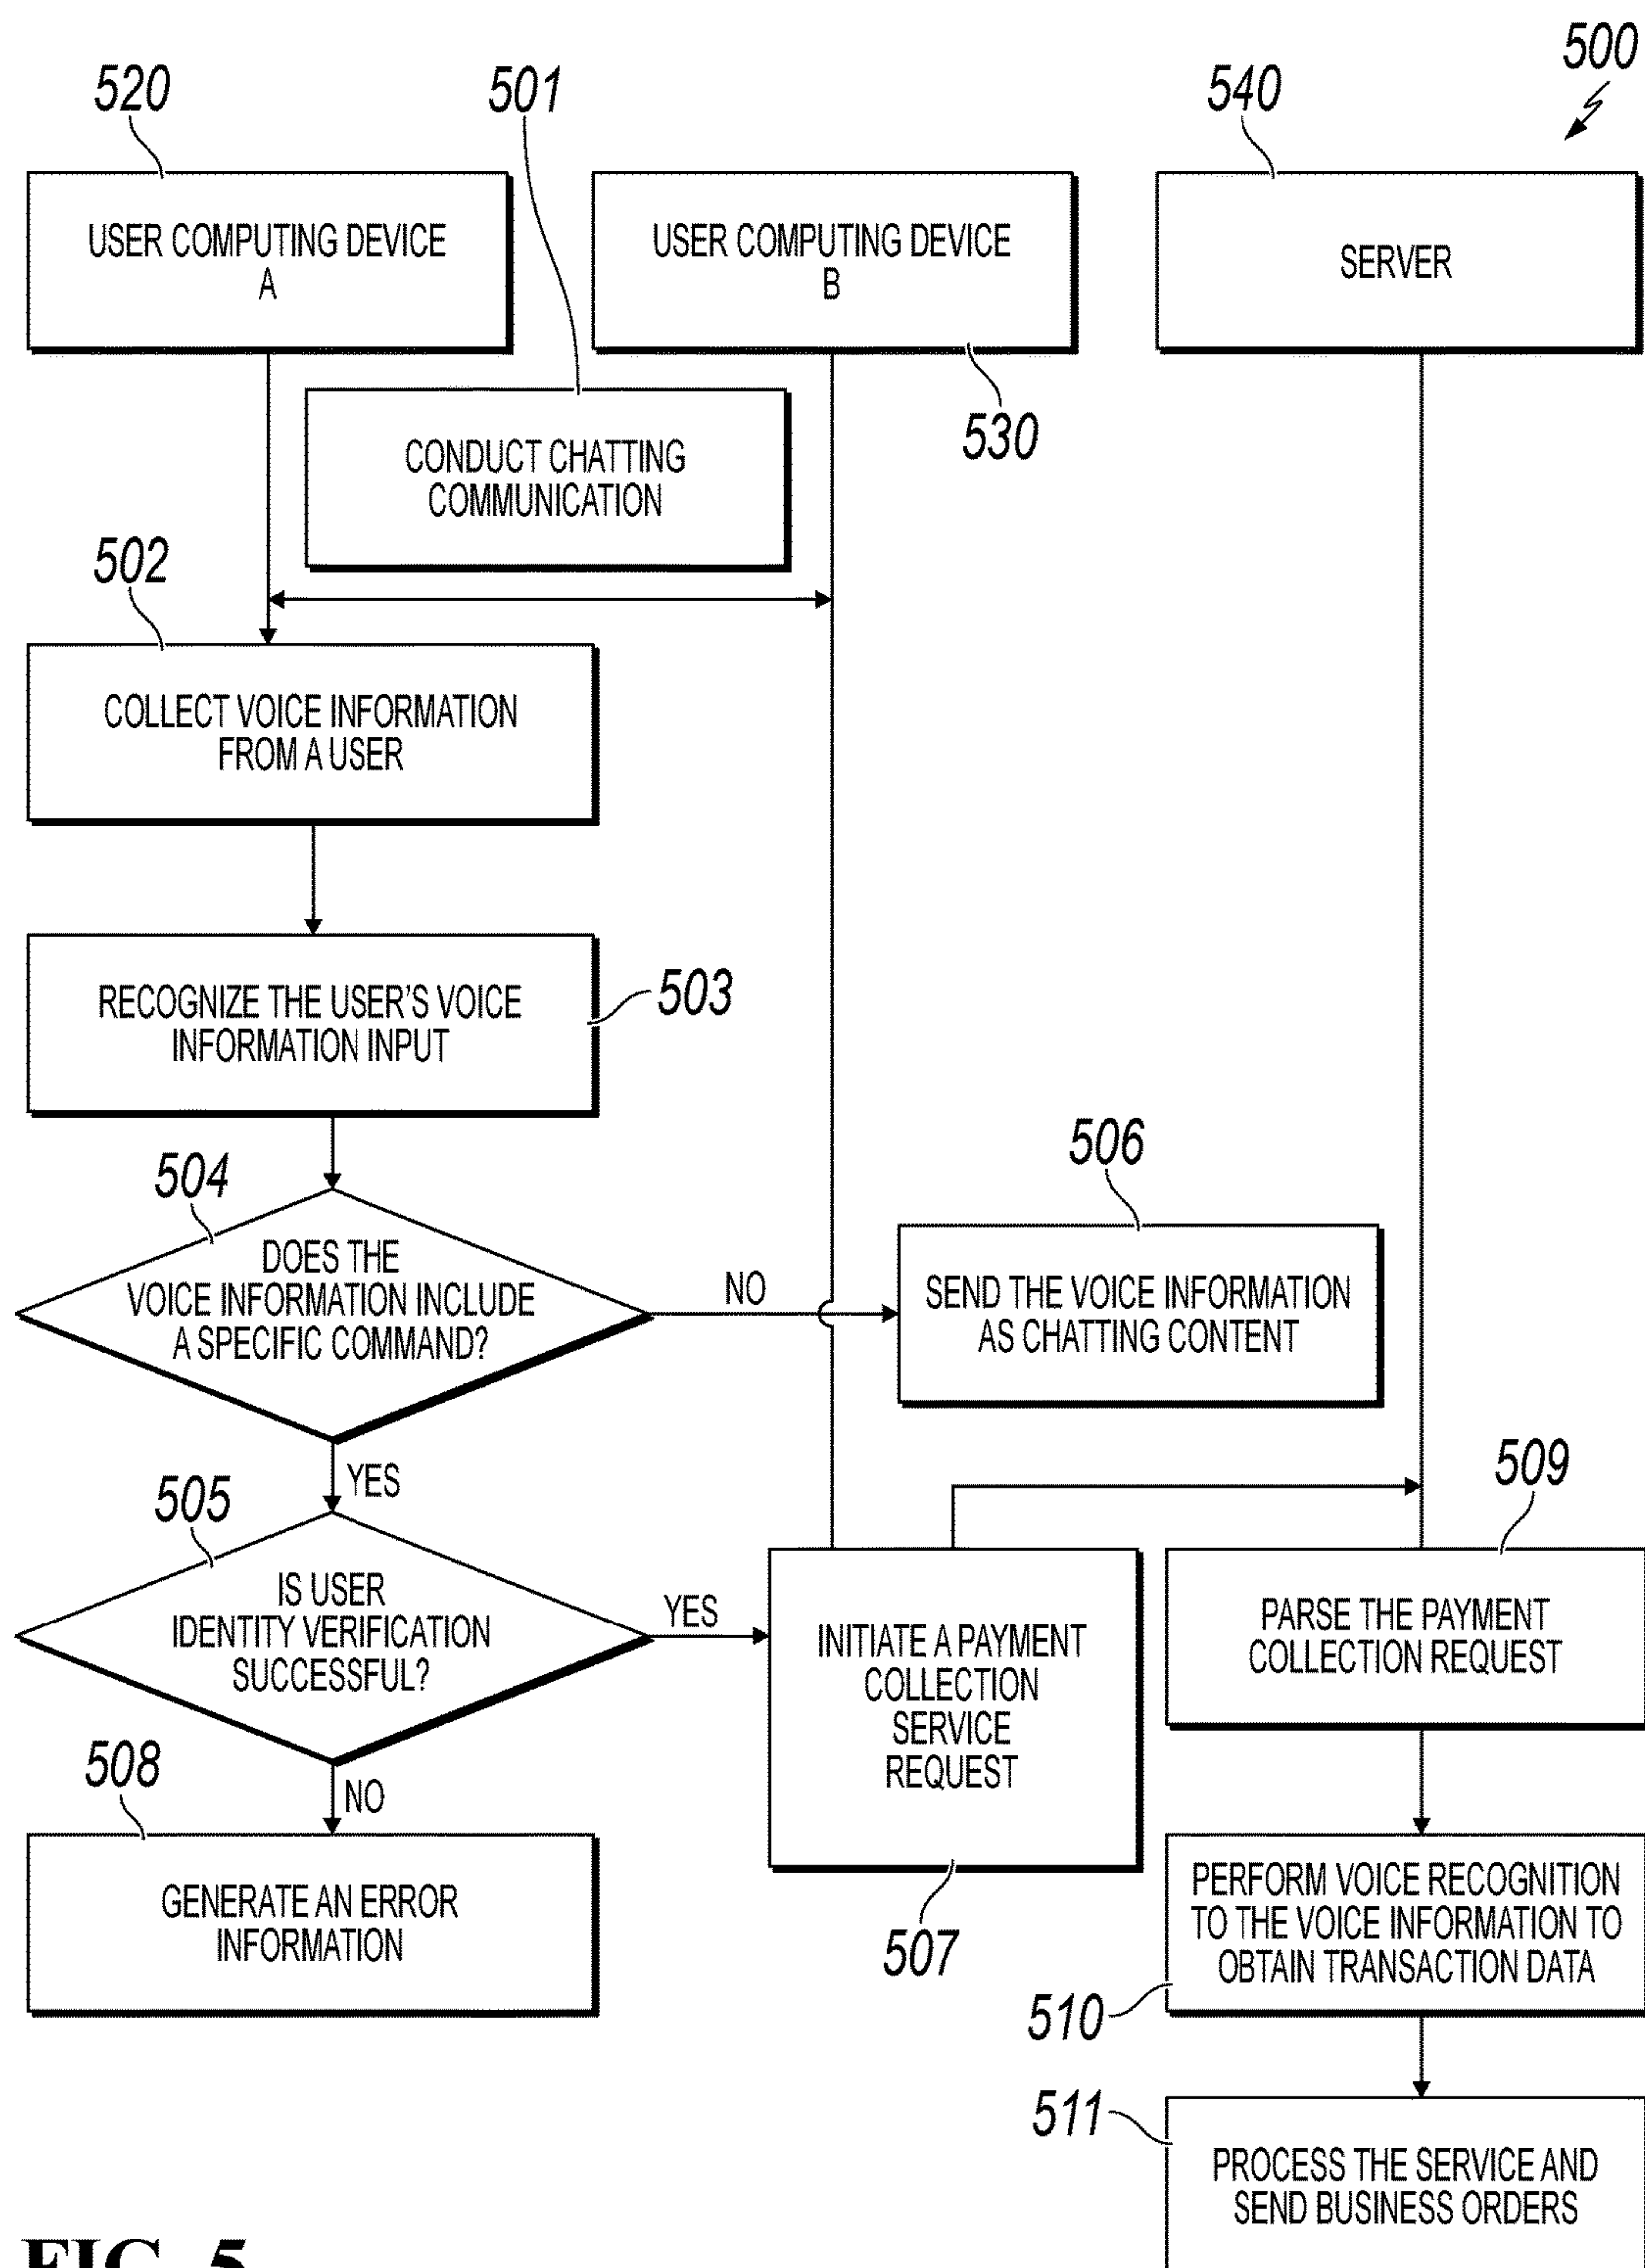 500
520
501
540
USER COMPUTING DEVICE
A
USER COMPUTING DEVICE
B
SERVER
530
CONDUCT CHATTING
COMMUNICATION
502
COLLECT VOICE INFORMATION
FROM A USER
RECOGNIZE THE USER'S VOICE
INFORMATION INPUT
503
504
DOES THE
VOICE INFORMATION INCLUDE
A SPECIFIC COMMAND?
NO
506
SEND THE VOICE INFORMATION
AS CHATTING CONTENT
YES
505
IS USER
IDENTITY VERIFICATION
SUCCESSFUL?
YES
INITIATE A PAYMENT
COLLECTION
SERVICE
REQUEST
507
509
PARSE THE PAYMENT
COLLECTION REQUEST
508
NO
GENERATE AN ERROR
INFORMATION
PERFORM VOICE RECOGNITION
TO THE VOICE INFORMATION TO
OBTAIN TRANSACTION DATA
510
511
PROCESS THE SERVICE AND
SEND BUSINESS ORDERS
FIG. 5